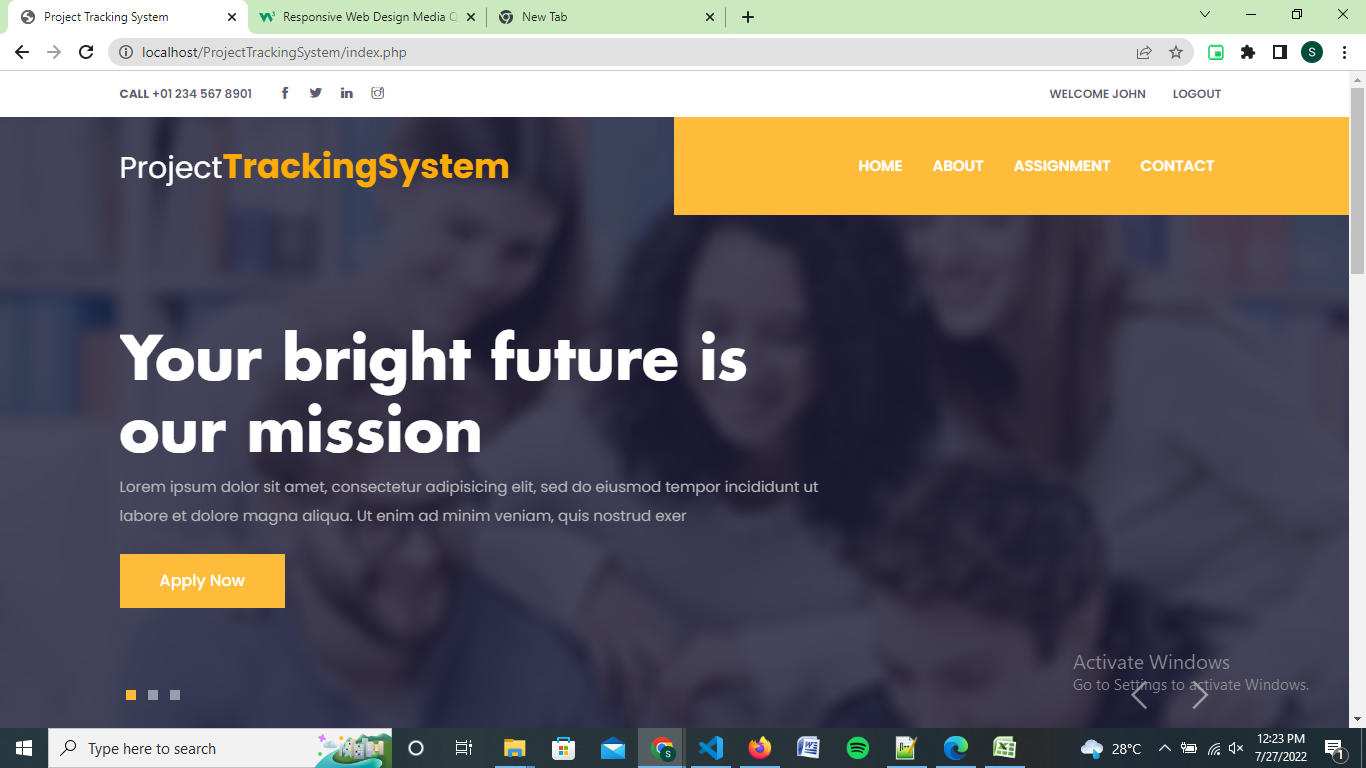 Project Tracking System
Responsive Web Design Media Q
New Tab
localhost/ProjectTrackingSystem/index.php
S
CALL +01 234 567 8901
WELCOME JOHN
LOGOUT
ProjectTrackingSystem
HOME
ABOUT
ASSIGNMENT
CONTACT
Your bright future is
our mission
Lorem ipsum dolor sit amet, consectetur adipisicing elit, sed do eiusmod tempor incididunt ut
labore et dolore magna aliqua. Ut enim ad minim veniam, quis nostrud exer
Apply Now
Activate Windows
Go to Settings to activate Windows.
Type here to search
28°C
12:23 PM
7/27/2022
1